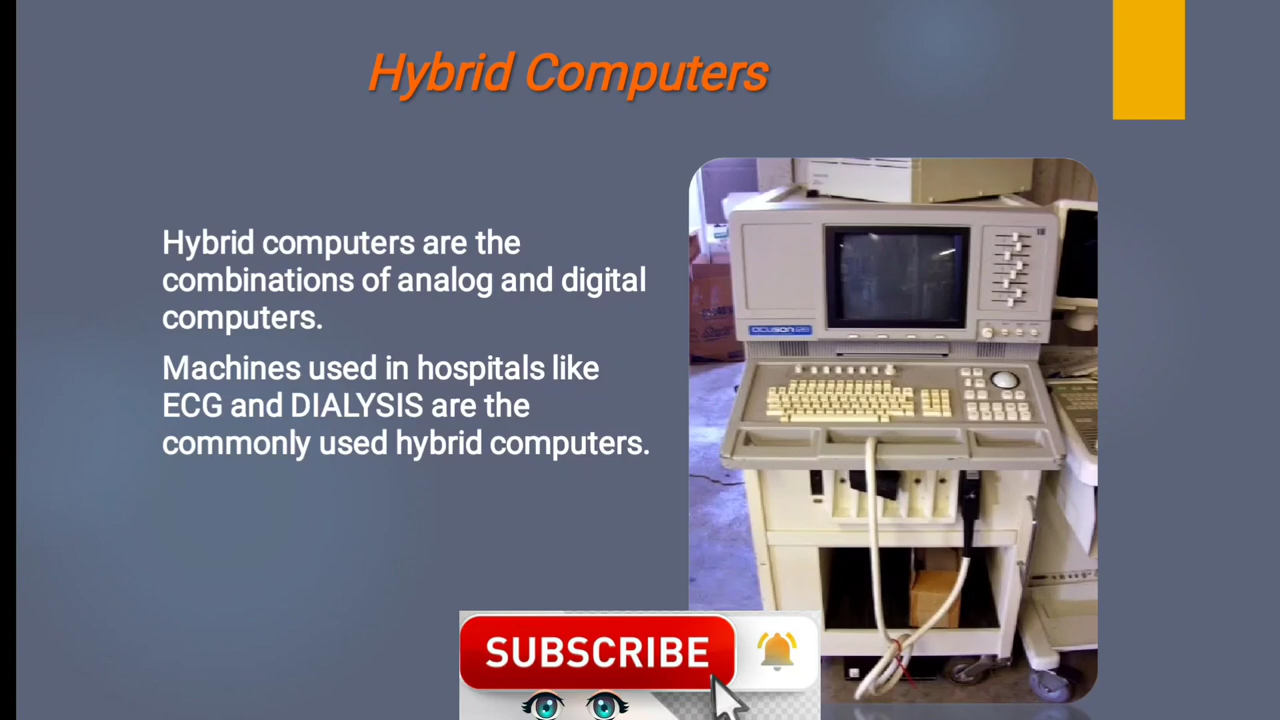 Hybrid Computers
Hybrid computers are the
combinations of analog and digital
computers.
Machines used in hospitals like
ECG and DIALYSIS are the
commonly used hybrid computers.
SUBSCRIBE